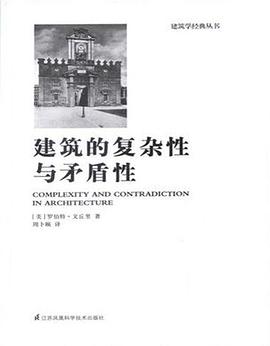 建筑学经典丛书
建筑的复杂性
与矛盾性
COMPLEXITY AND CONTRADICTION
IN ARCHITECTURE
［美］罗伯特·文丘里 著
周卜颐 译
江苏凤凰科学技术出版社